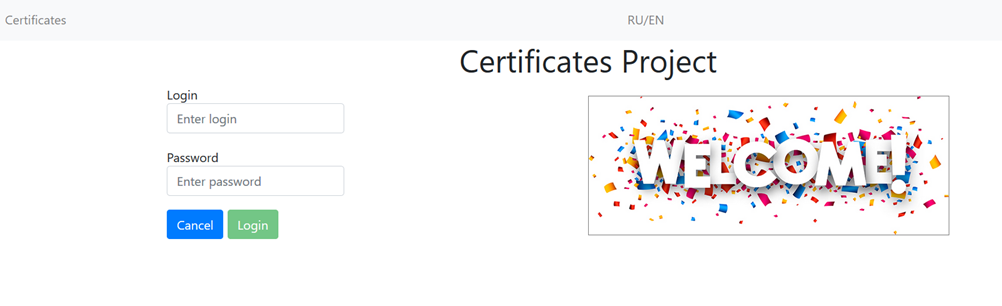 Certificates RU/EN
Certificates Project
Login
Enter login
Password
Enter password
Cancel Login
WELCOME!